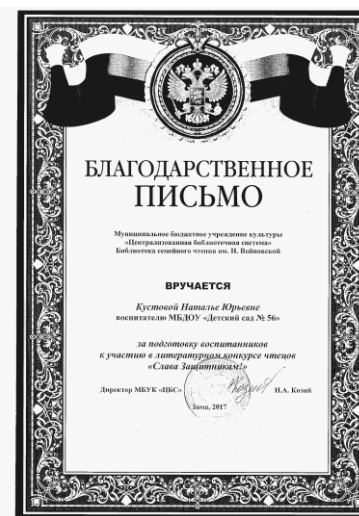 БЛАГОДАРСТВЕННОЕ
ПИСЬМО
Муниципальное бюджетное учреждение культуры
«Централизованная библиотечная система»
Библиотека семейного чтения им. Н. Войновской
ВРУЧАЕТСЯ
Кустовой Наталье Юрьевне
воспитателю МБДОУ «Детский сад № 56»
за подготовку воспитанников
к участию в литературном конкурсе чтецов
«Слава Защитникам!»
Директор МБУК «ЦБС» Н.А. Козий
Зима, 2017